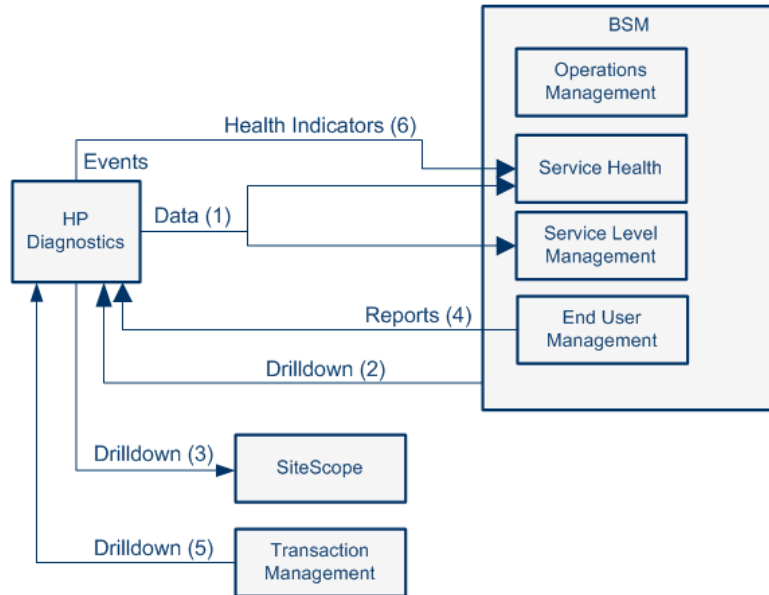 BSM
Operations
Management
Health Indicators (6)
Events
Service Health
HP
Diagnostics
Data (1)
Service Level
Management
Reports (4)
End User
Management
Drilldown (2)
Drilldown (3)
SiteScope
Drilldown (5)
Transaction
Management